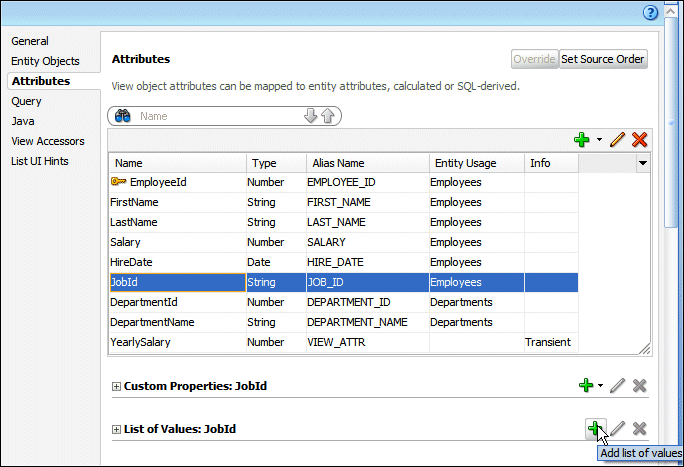 General
Entity Objects
Attributes
Query
Java
View Accessors
List UI Hints
Attributes
Override Set Source Order
View object attributes can be mapped to entity attributes, calculated or SQL-derived.
Name
Name Type Alias Name Entity Usage Info
EmployeeId Number EMPLOYEE_ID Employees
FirstName String FIRST_NAME Employees
LastName String LAST_NAME Employees
Salary Number SALARY Employees
HireDate Date HIRE_DATE Employees
JobId String JOB_ID Employees
DepartmentId Number DEPARTMENT_ID Departments
DepartmentName String DEPARTMENT_NAME Departments
YearlySalary Number VIEW_ATTR Transient
Custom Properties: JobId
List of Values: JobId
Add list of values